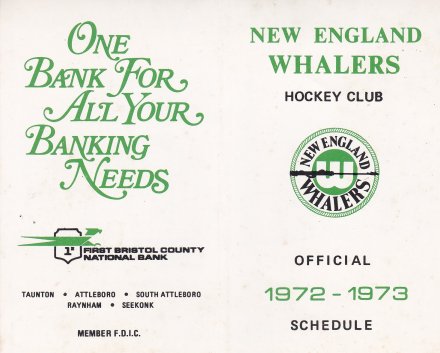 One
Bank For
All Your
Banking
Needs
1st
FIRST BRISTOL COUNTY
NATIONAL BANK
TAUNTON • ATTLEBORO • SOUTH ATTLEBORO
RAYNHAM • SEEKONK
MEMBER F.D.I.C.
NEW ENGLAND
WHALERS
HOCKEY CLUB
NEW ENGLAND
W
WHALERS
OFFICIAL
1972-1973
SCHEDULE